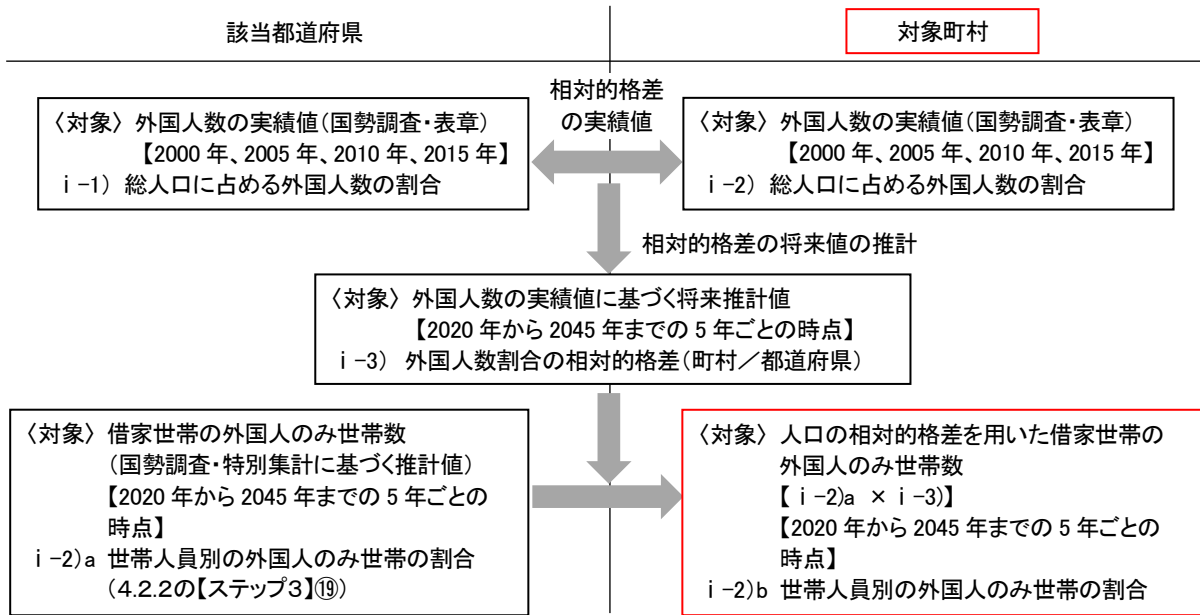 該当都道府県
対象町村
相対的格差
の実績値
〈対象〉 外国人数の実績値(国勢調査・表章)
【2000 年、2005 年、2010 年、2015 年】
ⅰ-1) 総人口に占める外国人数の割合
〈対象〉 外国人数の実績値(国勢調査・表章)
【2000 年、2005 年、2010 年、2015 年】
ⅰ-2) 総人口に占める外国人数の割合
相対的格差の将来値の推計
〈対象〉 外国人数の実績値に基づく将来推計値
【2020 年から 2045 年までの 5 年ごとの時点】
ⅰ-3) 外国人数割合の相対的格差(町村/都道府県)
〈対象〉 借家世帯の外国人のみ世帯数
(国勢調査・特別集計に基づく推計値)
【2020 年から 2045 年までの 5 年ごとの
時点】
ⅰ-2)a 世帯人員別の外国人のみ世帯の割合
(4.2.2の【ステップ3】⑲)
〈対象〉 人口の相対的格差を用いた借家世帯の
外国人のみ世帯数
【ⅰ-2)a × ⅰ-3)】
【2020 年から 2045 年までの 5 年ごとの
時点】
ⅰ-2)b 世帯人員別の外国人のみ世帯の割合